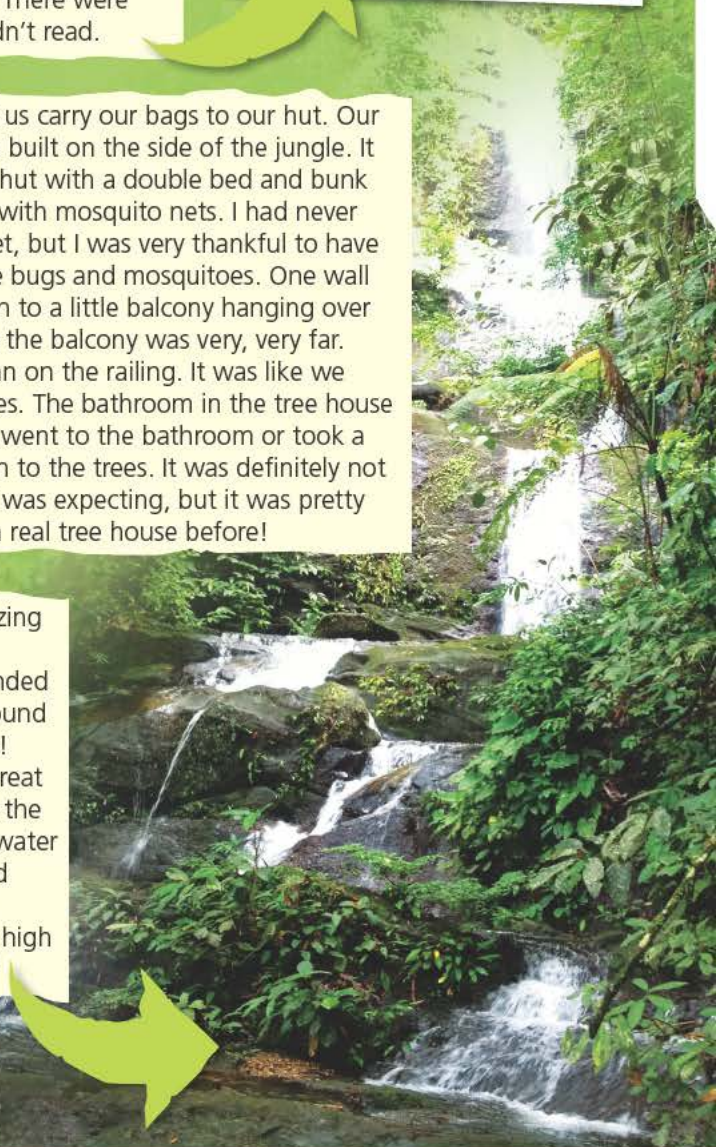 There were
dn't read.
us carry our bags to our hut. Our
built on the side of the jungle. It
hut with a double bed and bunk
with mosquito nets. I had never
et, but I was very thankful to have
e bugs and mosquitoes. One wall
n to a little balcony hanging over
the balcony was very, very far.
an on the railing. It was like we
es. The bathroom in the tree house
went to the bathroom or took a
n to the trees. It was definitely not
was expecting, but it was pretty
real tree house before!
zing
nded
ound
!
reat
the
water
d
high